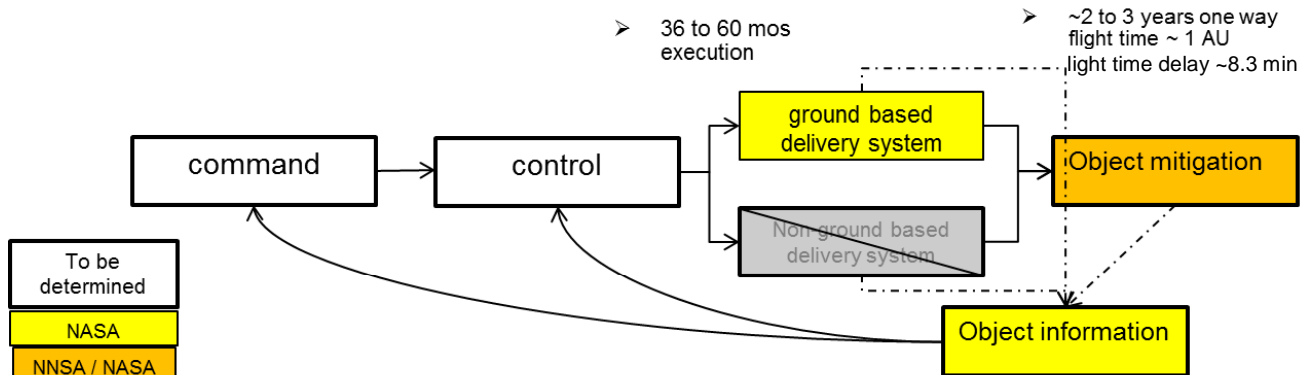 36 to 60 mos
execution
~2 to 3 years one way
flight time ~ 1 AU
light time delay ~8.3 min
command
control
ground based
delivery system
Non-ground based
delivery system
Object mitigation
Object information
To be
determined
NASA
NNSA / NASA